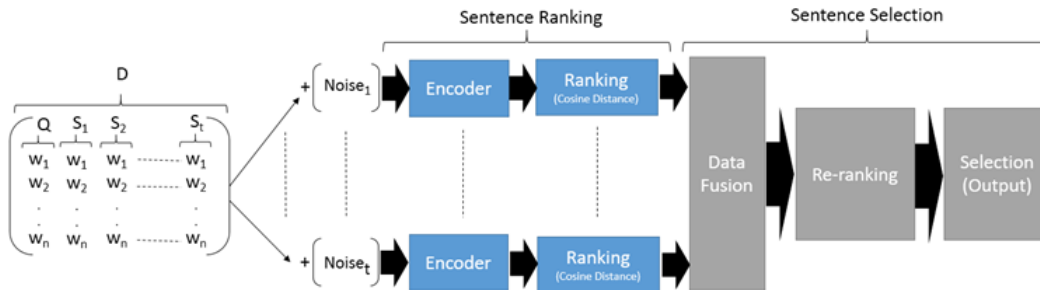 Sentence Ranking
Sentence Selection
D
Q S₁ S₂ Sₜ
w₁ w₁ w₁ w₁
w₂ w₂ w₂ w₂
. . . .
. . . .
wₙ wₙ wₙ wₙ
+ Noise₁
Encoder
Ranking
(Cosine Distance)
+ Noiseₜ
Encoder
Ranking
(Cosine Distance)
Data
Fusion
Re-ranking
Selection
(Output)